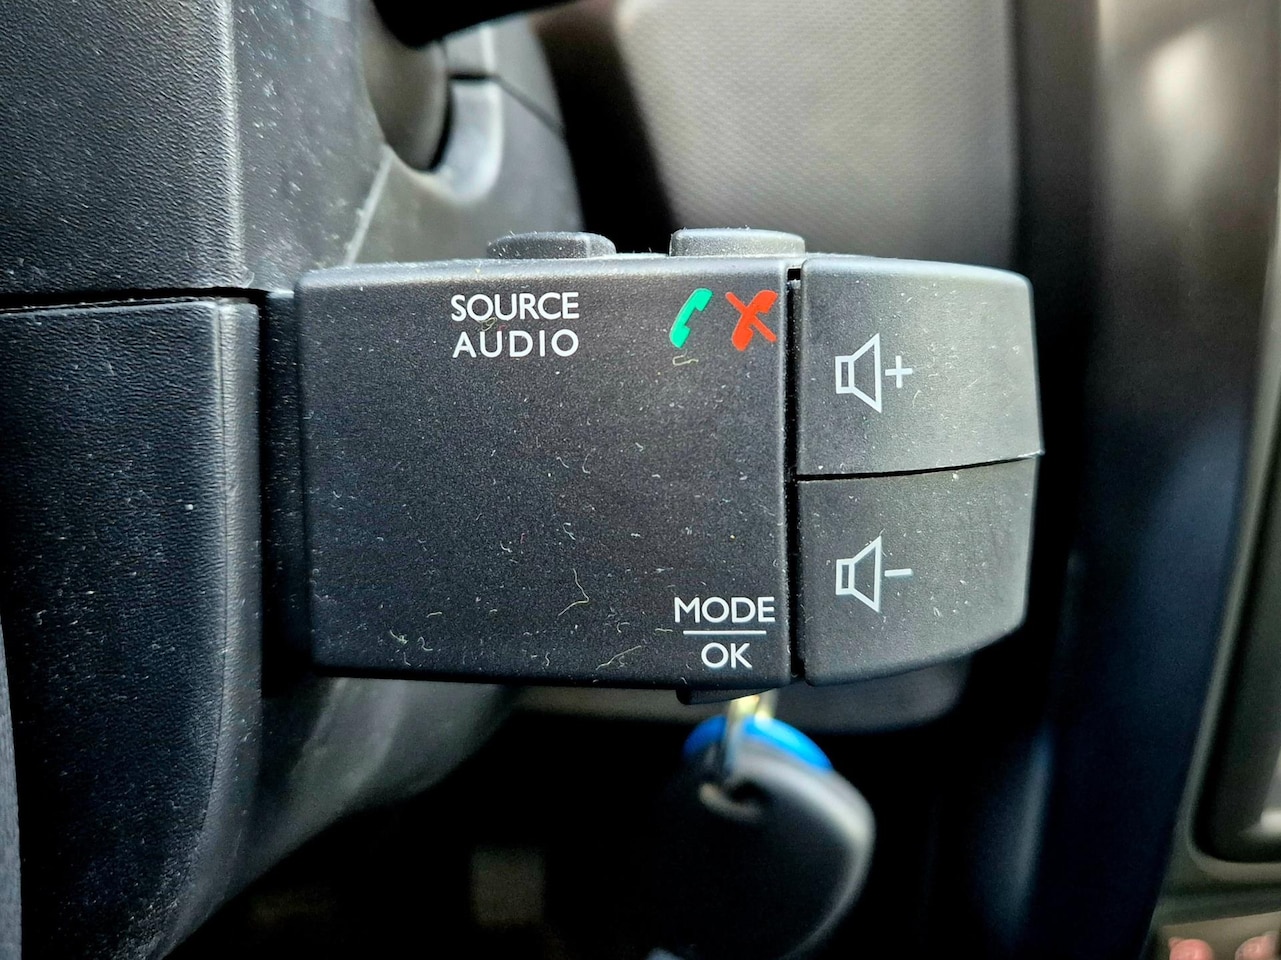 SOURCE
AUDIO
+
-
MODE
OK